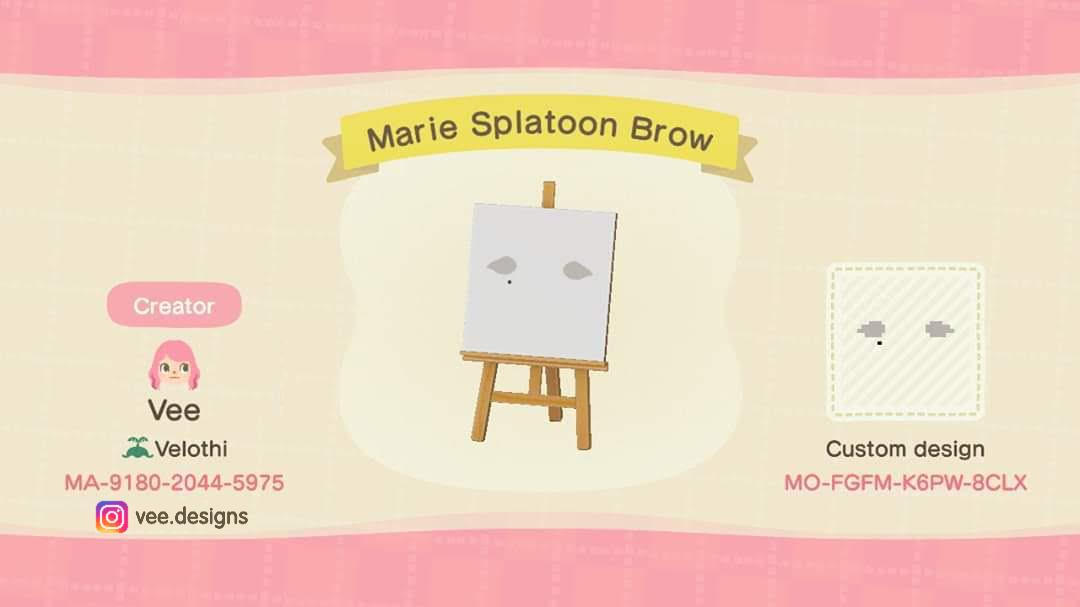 Marie Splatoon Brow
Creator
Vee
Velothi
MA-9180-2044-5975
vee.designs
Custom design
MO-FGFM-K6PW-8CLX